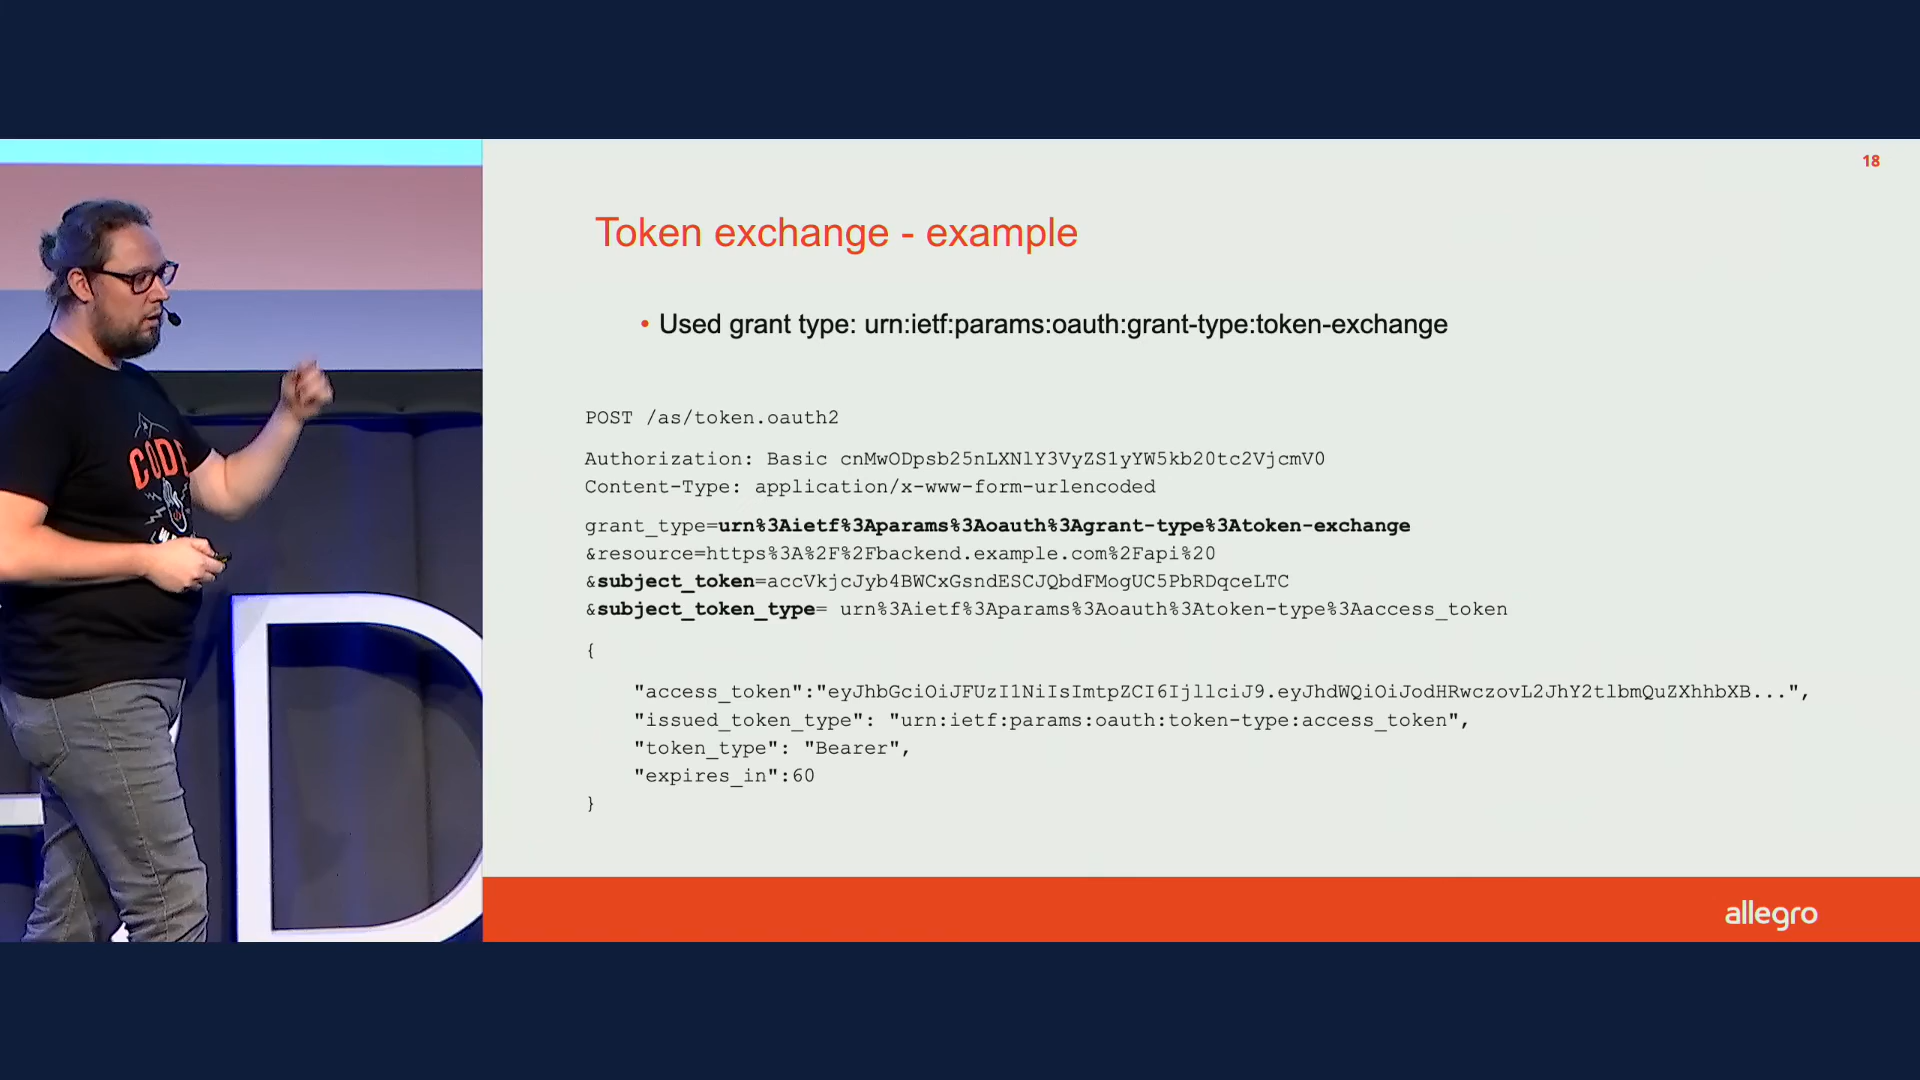 18
Token exchange - example
• Used grant type: urn:ietf:params:oauth:grant-type:token-exchange
POST /as/token.oauth2
Authorization: Basic cnMwODpsb25nLXNlY3VyZS1yYW5kb20tc2VjcmV0
Content-Type: application/x-www-form-urlencoded
grant_type=urn%3Aietf%3Aparams%3Aoauth%3Agrant-type%3Atoken-exchange
&resource=https%3A%2F%2Fbackend.example.com%2Fapi%20
&subject_token=accVkjcJyb4BWCxGsndESCJQbdFMogUC5PbRDqceLTC
&subject_token_type= urn%3Aietf%3Aparams%3Aoauth%3Atoken-type%3Aaccess_token
{
"access_token":"eyJhbGciOiJFUzI1NiIsImtpZCI6IjllciJ9.eyJhdWQiOiJodHRwczovL2JhY2tlbmQuZXhhbXB...",
"issued_token_type": "urn:ietf:params:oauth:token-type:access_token",
"token_type": "Bearer",
"expires_in":60
}
allegro
CODE
D